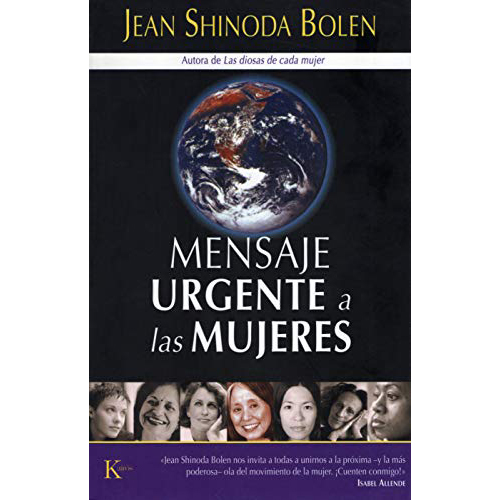 JEAN SHINODA BOLEN
Autora de Las diosas de cada mujer
MENSAJE
URGENTE a
las MUJERES
Kairós
«Jean Shinoda Bolen nos invita a todas a unirnos a la próxima –y la más
poderosa– ola del movimiento de la mujer. ¡Cuenten conmigo!»
ISABEL ALLENDE